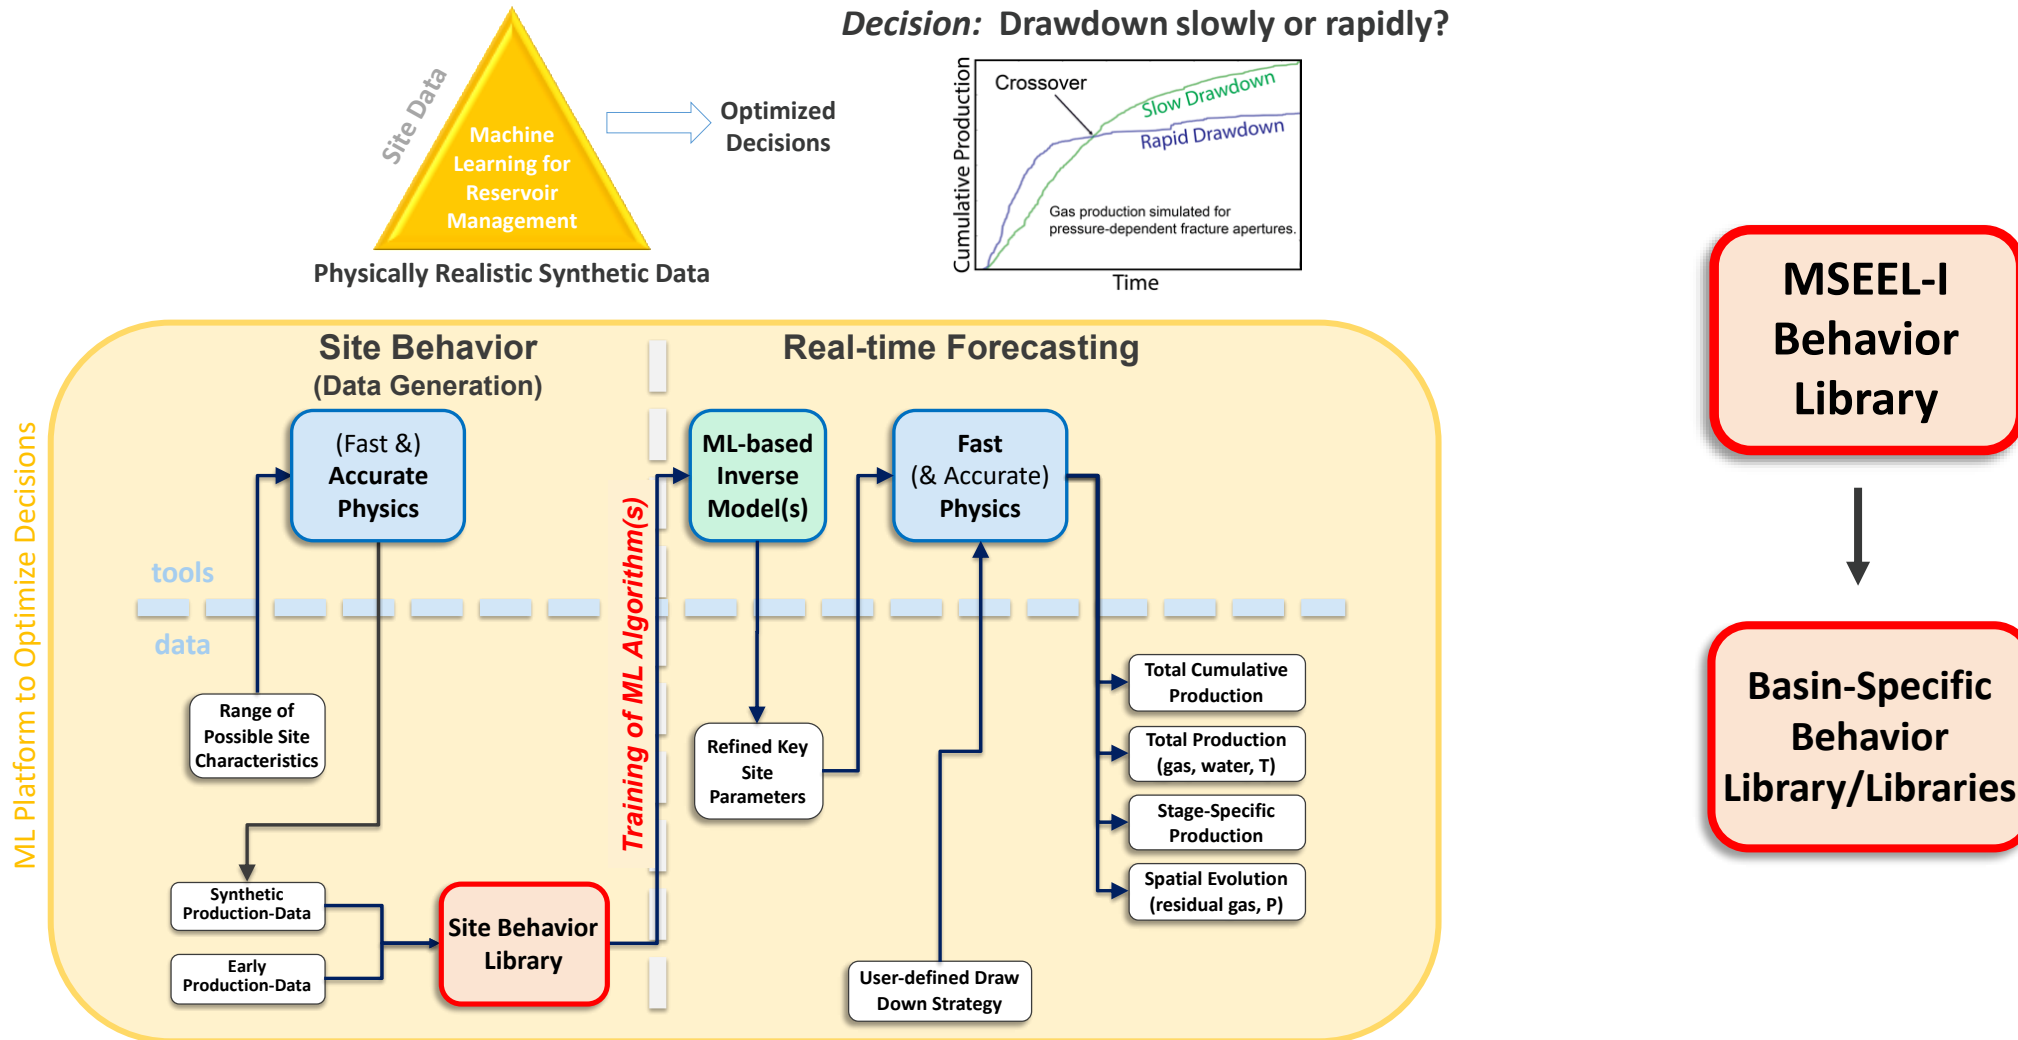 Decision: Drawdown slowly or rapidly?
Site Data
Machine
Learning for
Reservoir
Management
Optimized
Decisions
Physically Realistic Synthetic Data
Cumulative Production
Crossover
Slow Drawdown
Rapid Drawdown
Gas production simulated for
pressure-dependent fracture apertures.
Time
ML Platform to Optimize Decisions
Site Behavior
(Data Generation)
Real-time Forecasting
(Fast &)
Accurate
Physics
ML-based
Inverse
Model(s)
Fast
(& Accurate)
Physics
tools
data
Training of ML Algorithm(s)
Range of
Possible Site
Characteristics
Refined Key
Site
Parameters
Total Cumulative
Production
Total Production
(gas, water, T)
Stage-Specific
Production
Spatial Evolution
(residual gas, P)
Synthetic
Production-Data
Early
Production-Data
Site Behavior
Library
User-defined Draw
Down Strategy
MSEEL-I
Behavior
Library
Basin-Specific
Behavior
Library/Libraries